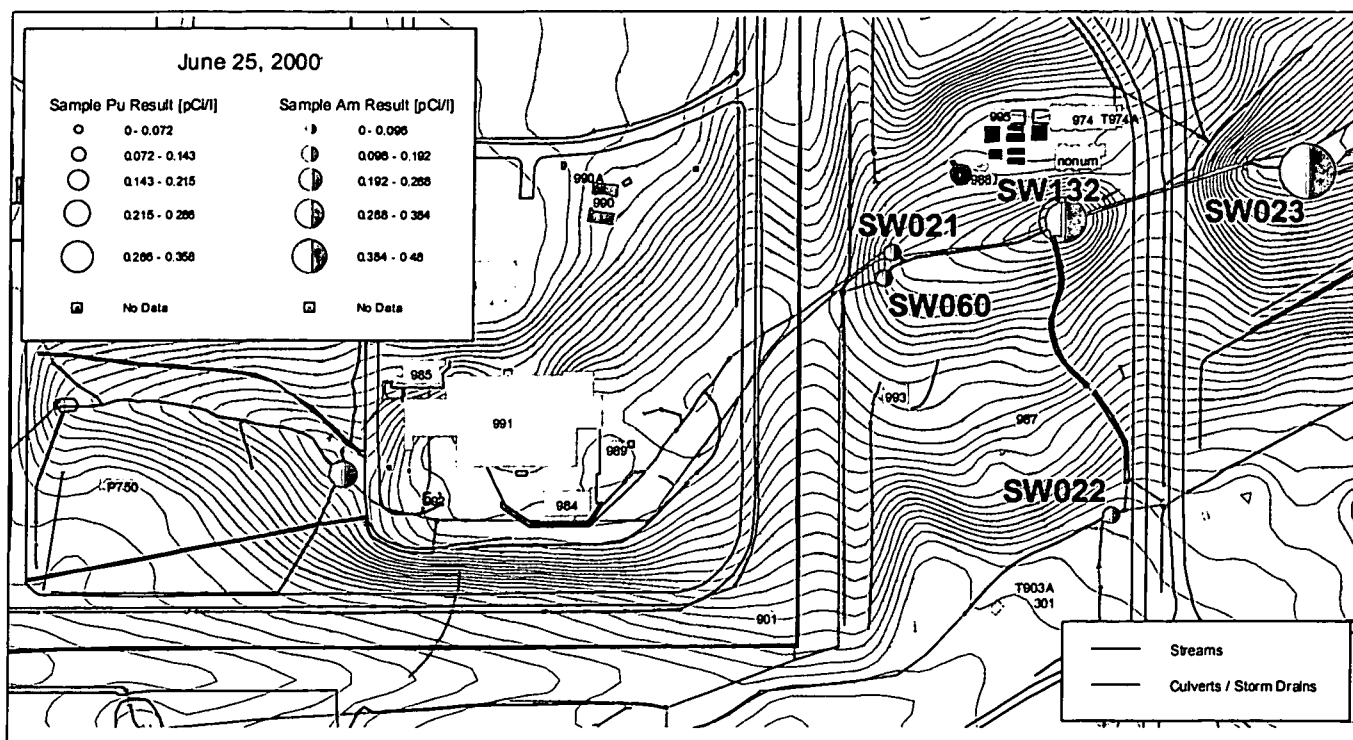 June 25, 2000
Sample Pu Result [pCi/l]
Sample Am Result [pCi/l]
0 - 0.072
0 - 0.096
0.072 - 0.143
0.096 - 0.192
0.143 - 0.215
0.192 - 0.288
0.215 - 0.286
0.288 - 0.384
0.286 - 0.358
0.384 - 0.48
No Data
No Data
995
974
T974A
nonum
988
990A
990
SW132
SW023
SW021
SW060
985
991
993
987
989
P750
992
984
SW022
T903A
301
901
Streams
Culverts / Storm Drains